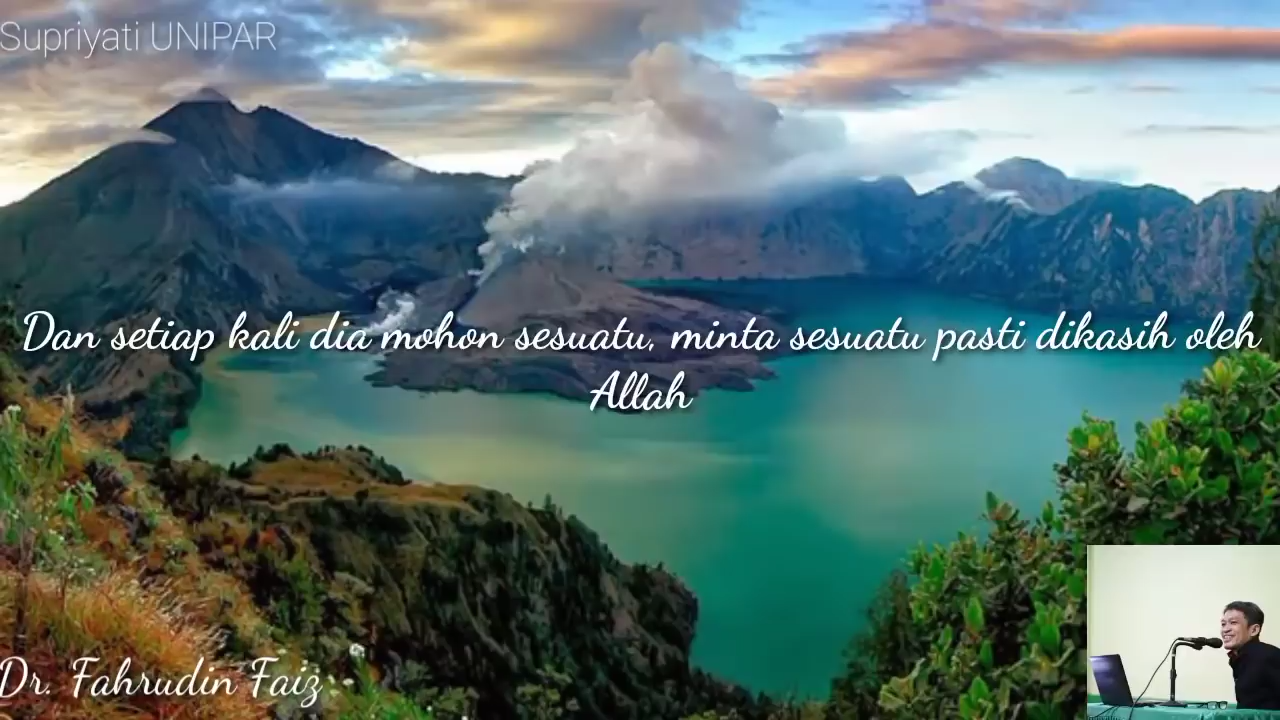 Supriyati UNIPAR
Dan setiap kali dia mohon sesuatu, minta sesuatu pasti dikasih oleh
Allah
Dr. Fahrudin Faiz